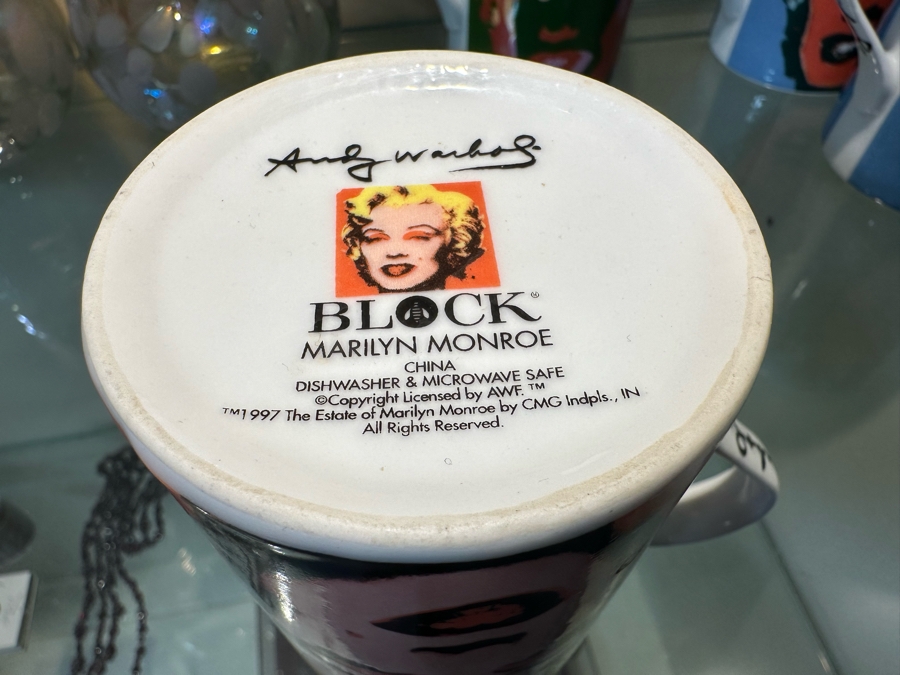 Andy Warhol
BLOCK®
MARILYN MONROE
CHINA
DISHWASHER & MICROWAVE SAFE
©Copyright Licensed by AWF.™
™1997 The Estate of Marilyn Monroe by CMG Indpls., IN
All Rights Reserved.